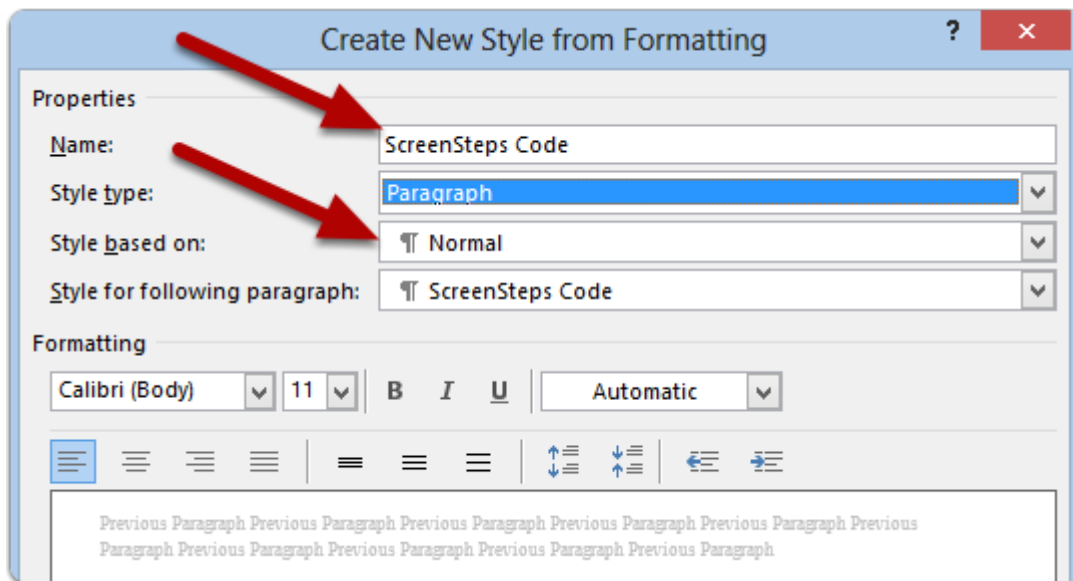 Create New Style from Formatting ? ×
Properties
Name: ScreenSteps Code
Style type: Paragraph
Style based on: ¶ Normal
Style for following paragraph: ¶ ScreenSteps Code
Formatting
Calibri (Body) 11 B I U Automatic
Previous Paragraph Previous Paragraph Previous Paragraph Previous Paragraph Previous Paragraph Previous
Paragraph Previous Paragraph Previous Paragraph Previous Paragraph Previous Paragraph